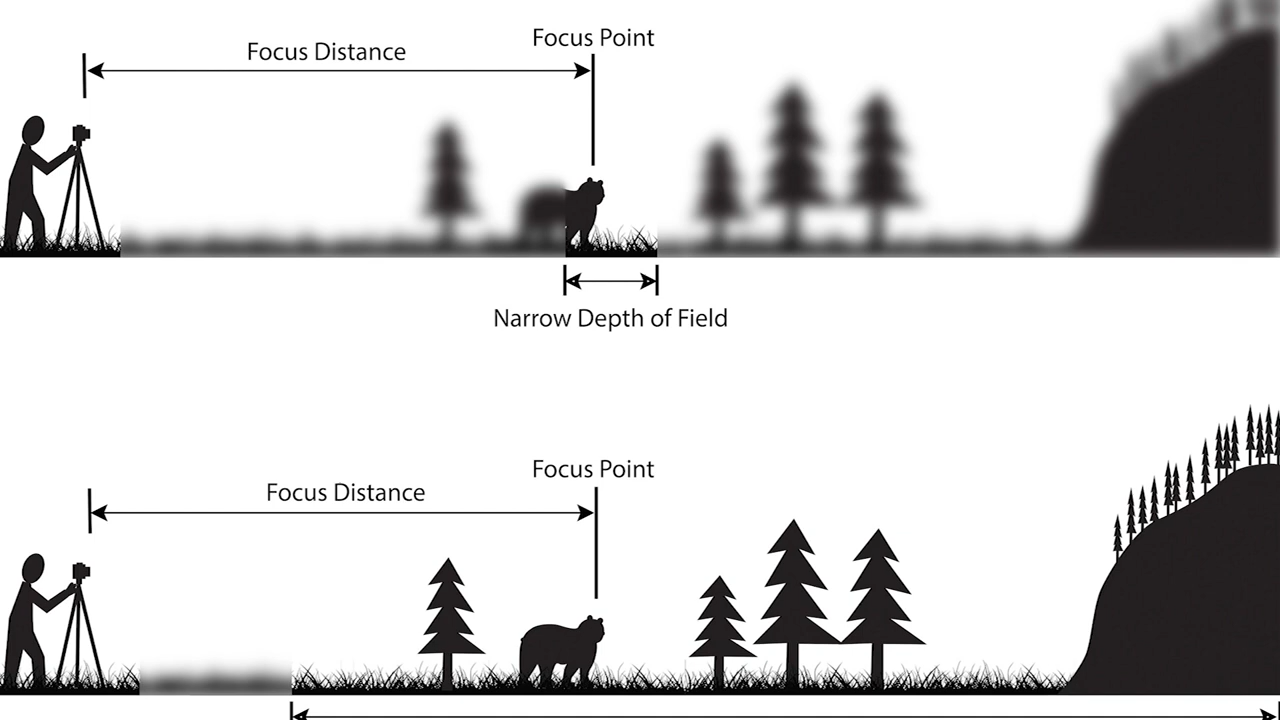 Focus Point
Focus Distance
Narrow Depth of Field
Focus Point
Focus Distance